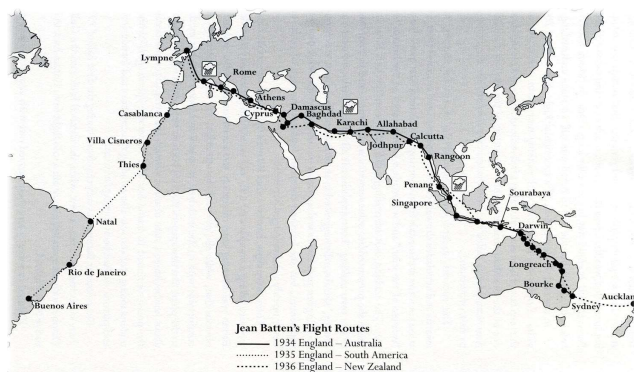 Lympne
Rome
Athens
Cyprus
Damascus
Baghdad
Karachi
Allahabad
Jodhpur
Calcutta
Rangoon
Penang
Singapore
Sourabaya
Darwin
Longreach
Bourke
Sydney
Aucklan
Casablanca
Villa Cisneros
Thies
Natal
Rio de Janeiro
Buenos Aires
Jean Batten's Flight Routes
1934 England – Australia
1935 England – South America
1936 England – New Zealand